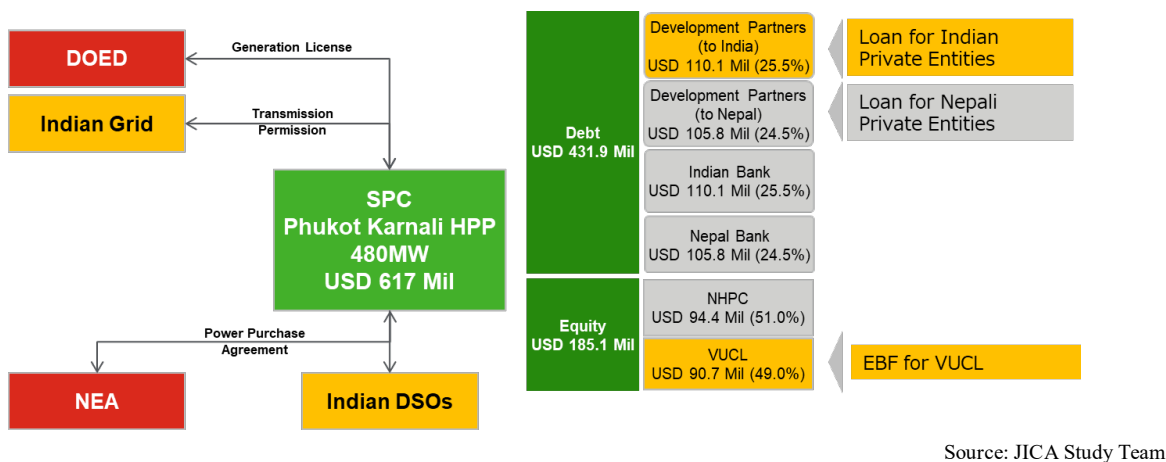 DOED
Generation License
Indian Grid
Transmission
Permission
SPC
Phukot Karnali HPP
480MW
USD 617 Mil
Power Purchase
Agreement
NEA
Indian DSOs
Debt
USD 431.9 Mil
Development Partners
(to India)
USD 110.1 Mil (25.5%)
Loan for Indian
Private Entities
Development Partners
(to Nepal)
USD 105.8 Mil (24.5%)
Loan for Nepali
Private Entities
Indian Bank
USD 110.1 Mil (25.5%)
Nepal Bank
USD 105.8 Mil (24.5%)
Equity
USD 185.1 Mil
NHPC
USD 94.4 Mil (51.0%)
VUCL
USD 90.7 Mil (49.0%)
EBF for VUCL
Source: JICA Study Team